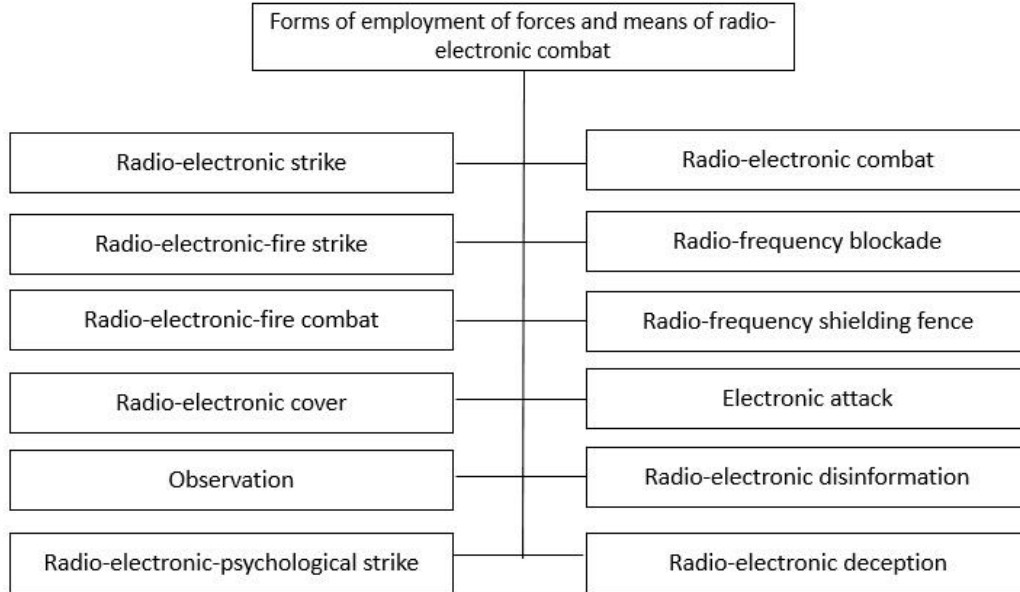 Forms of employment of forces and means of radio-
electronic combat
Radio-electronic strike
Radio-electronic combat
Radio-electronic-fire strike
Radio-frequency blockade
Radio-electronic-fire combat
Radio-frequency shielding fence
Radio-electronic cover
Electronic attack
Observation
Radio-electronic disinformation
Radio-electronic-psychological strike
Radio-electronic deception